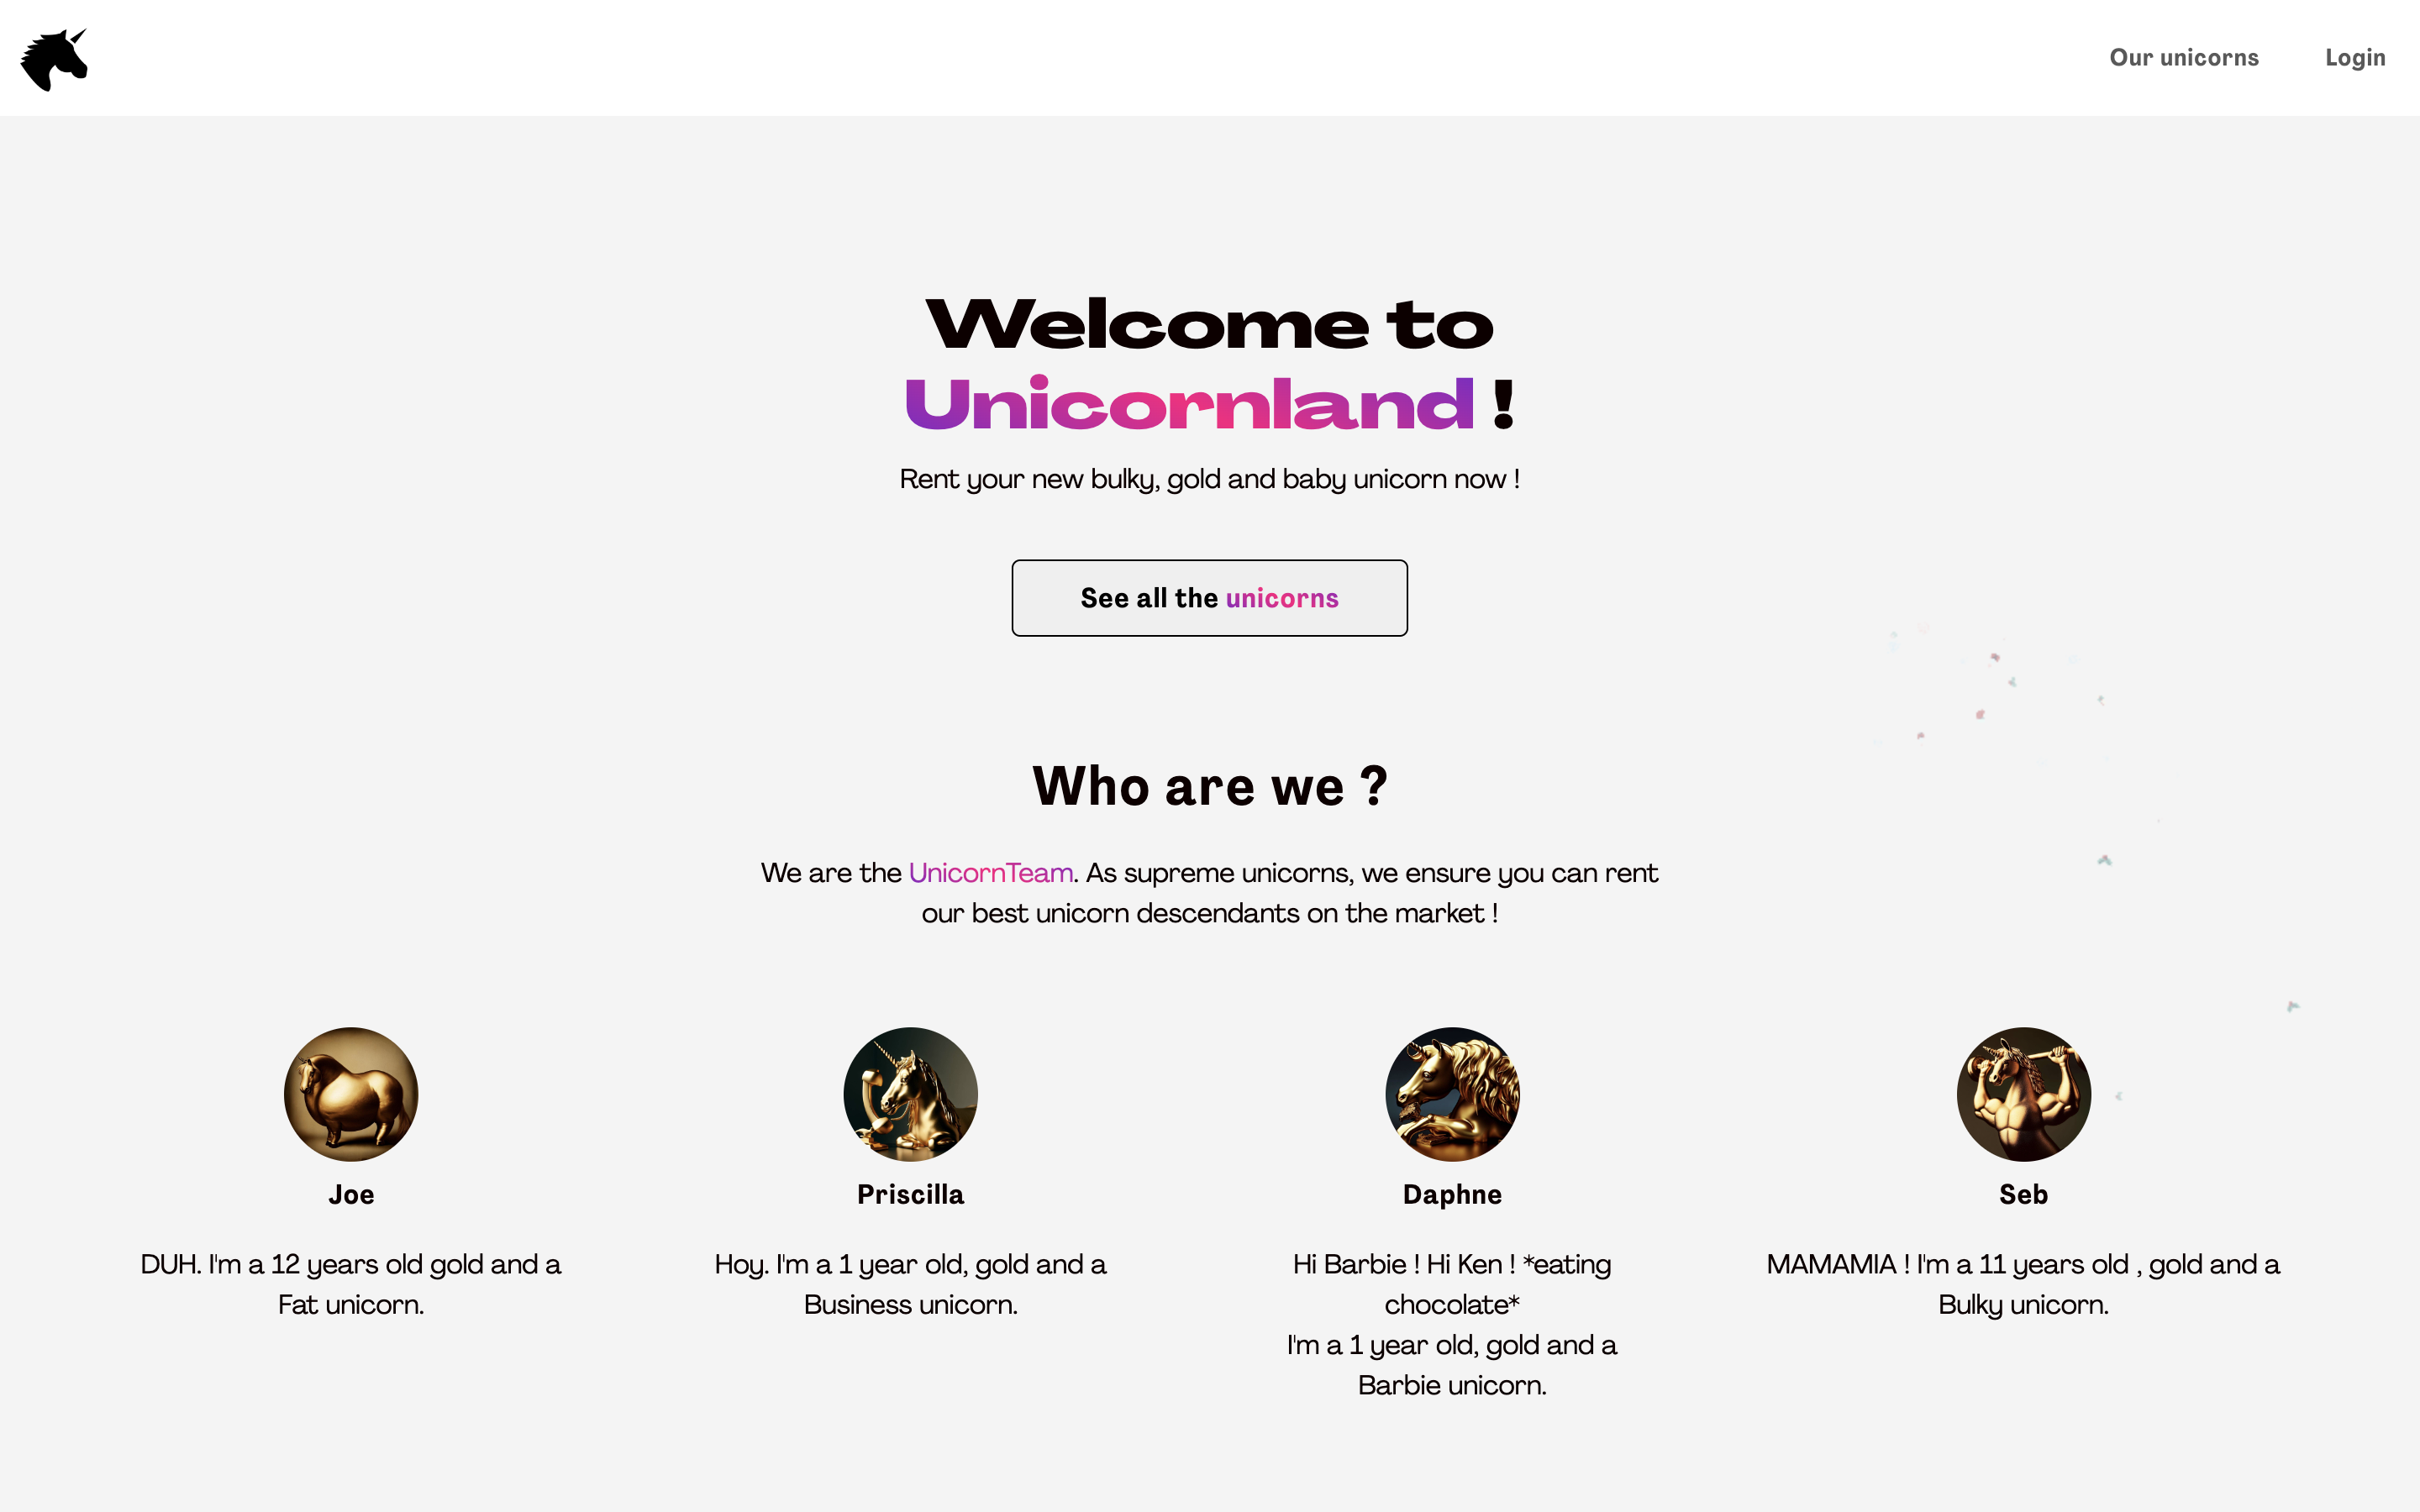 Our unicorns
Login
Welcome to
Unicornland !
Rent your new bulky, gold and baby unicorn now !
See all the unicorns
Who are we ?
We are the UnicornTeam. As supreme unicorns, we ensure you can rent
our best unicorn descendants on the market !
Joe
DUH. I'm a 12 years old gold and a
Fat unicorn.
Priscilla
Hoy. I'm a 1 year old, gold and a
Business unicorn.
Daphne
Hi Barbie ! Hi Ken ! *eating
chocolate*
I'm a 1 year old, gold and a
Barbie unicorn.
Seb
MAMAMIA ! I'm a 11 years old , gold and a
Bulky unicorn.